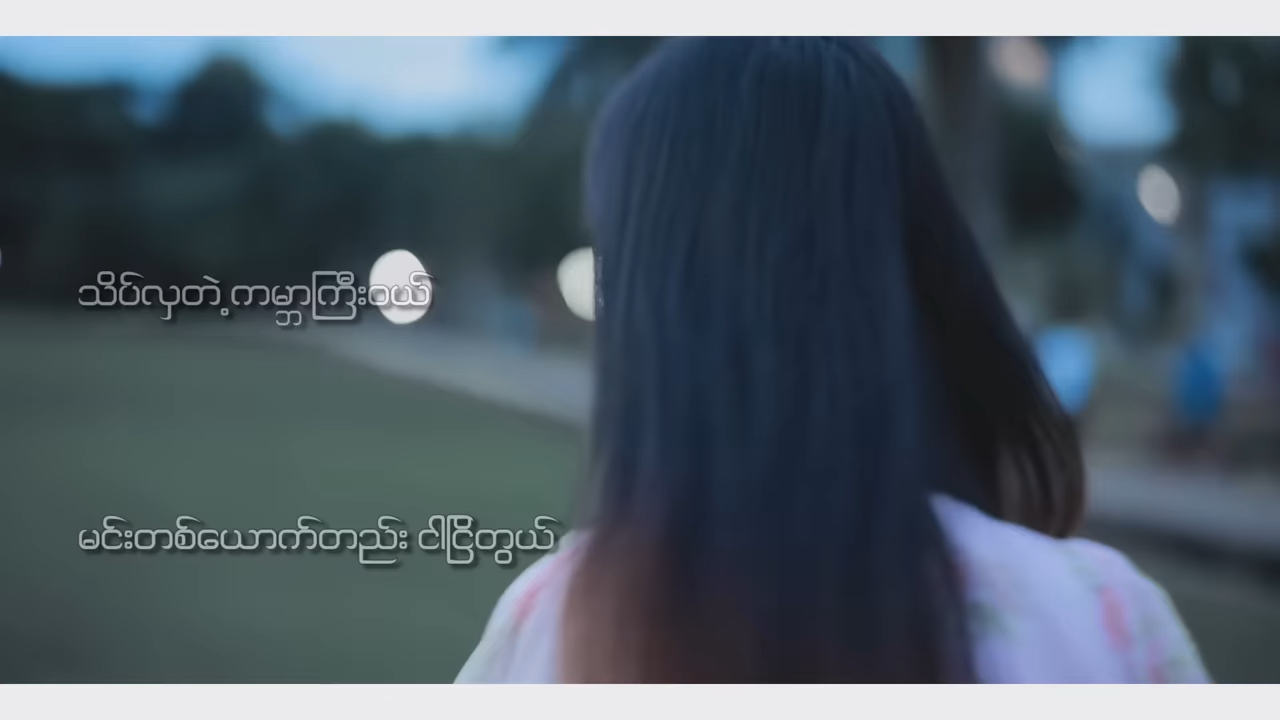 သိပ်လှတဲ့ကမ္ဘာကြီးဝယ်
မင်းတစ်ယောက်တည်း ငါငြိတွယ်